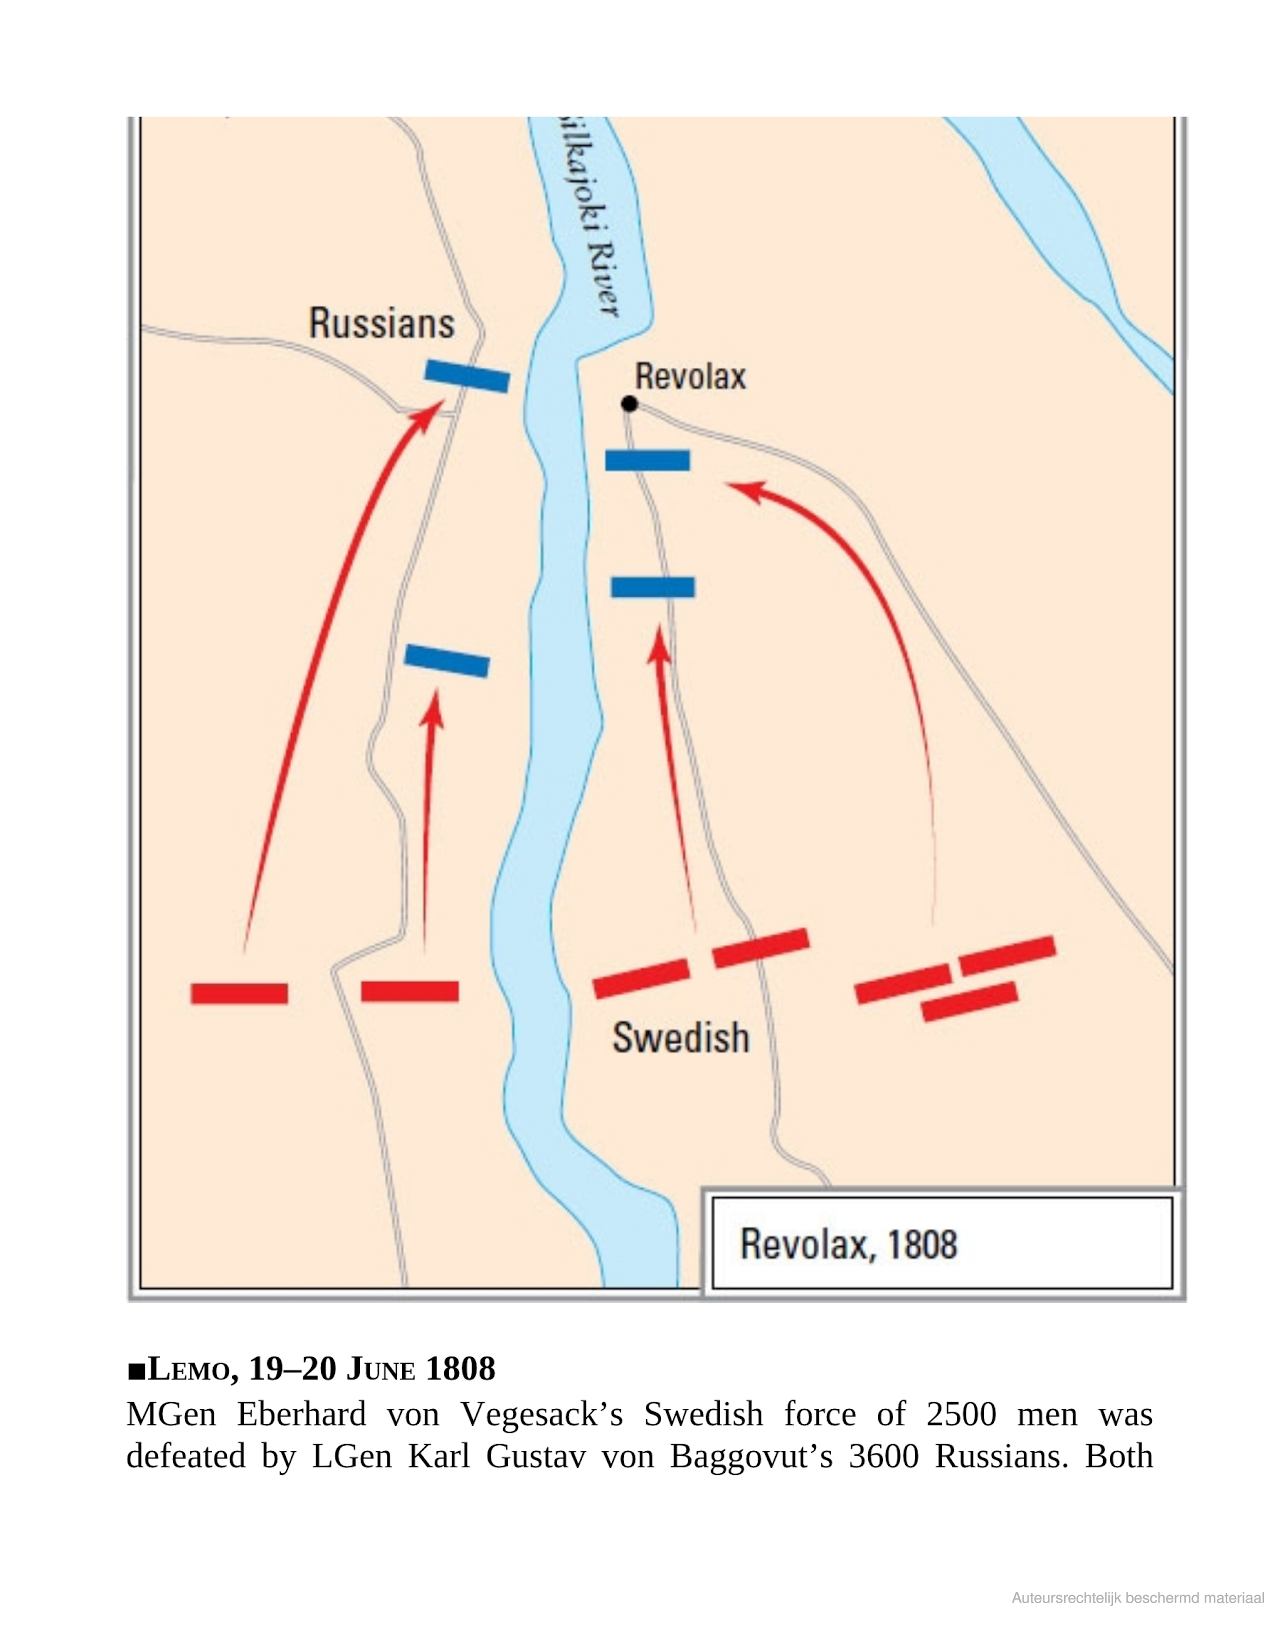 Silkajoki River
Russians
Revolax
Swedish
Revolax, 1808
■LEMO, 19–20 JUNE 1808
MGen Eberhard von Vegesack’s Swedish force of 2500 men was
defeated by LGen Karl Gustav von Baggovut’s 3600 Russians. Both
Auteursrechtelijk beschermd materiaal